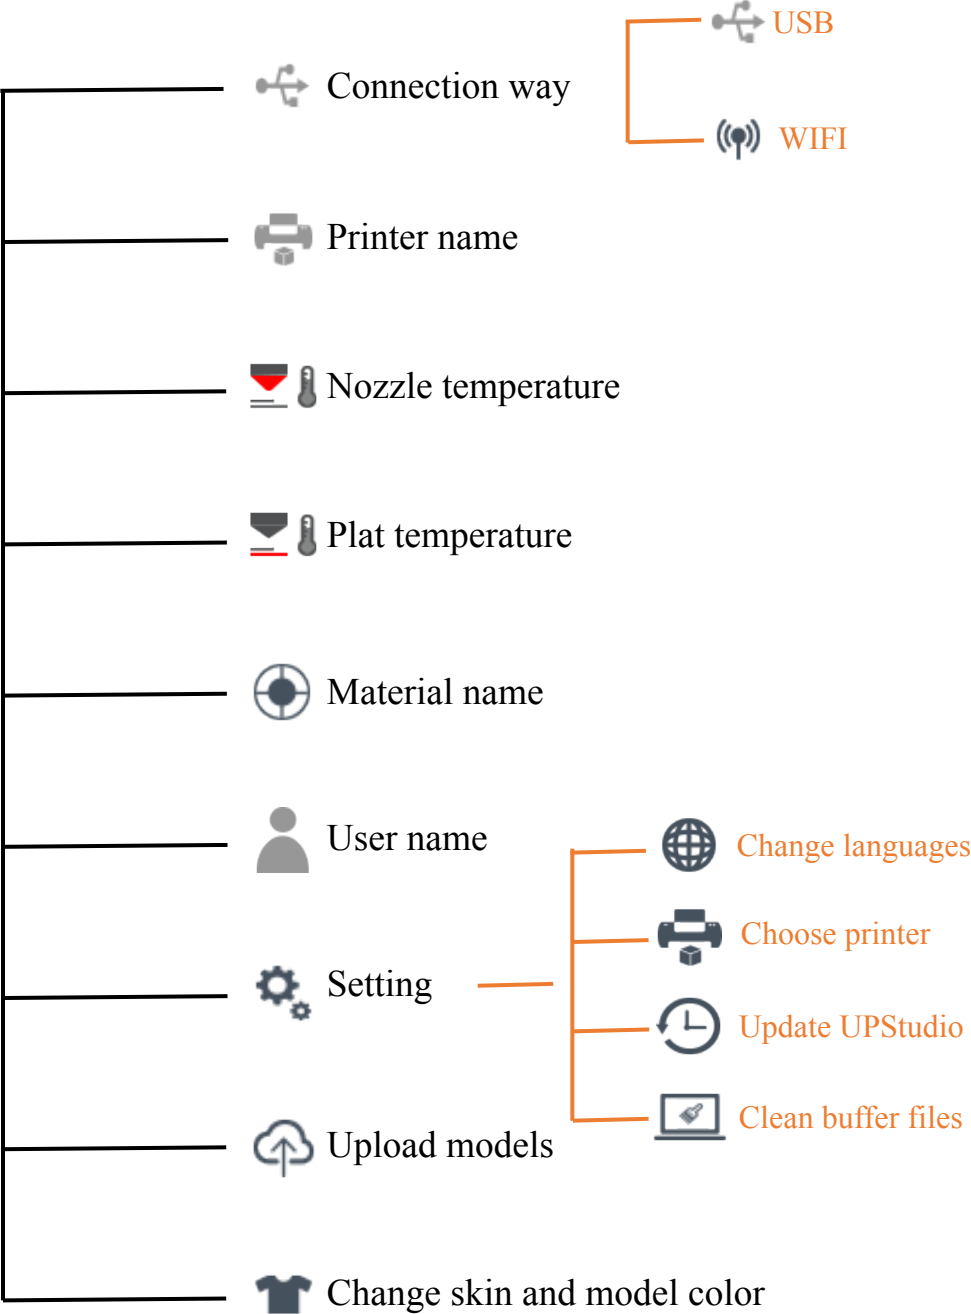 USB
Connection way
WIFI
Printer name
Nozzle temperature
Plat temperature
Material name
User name
Change languages
Choose printer
Setting
Update UPStudio
Clean buffer files
Upload models
Change skin and model color